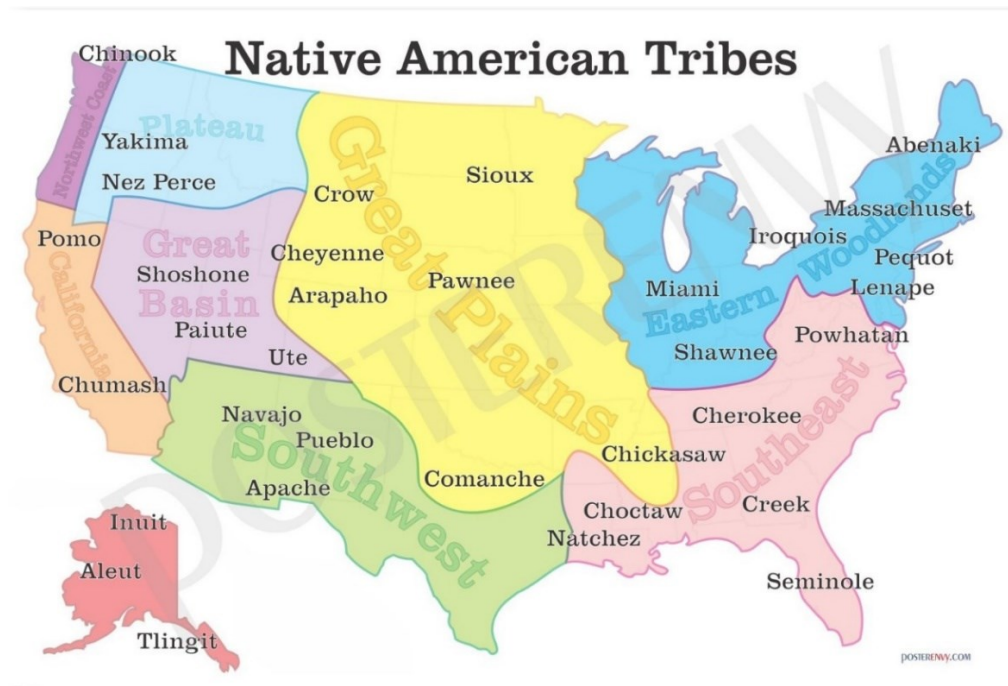 Native American Tribes
Chinook
Northwest Coast
Plateau
Yakima
Nez Perce
Great Plains
Crow
Sioux
Cheyenne
Arapaho
Pawnee
Comanche
Pomo
California
Chumash
Great
Shoshone
Basin
Paiute
Ute
Navajo
Pueblo
Southwest
Apache
Abenaki
Massachuset
Iroquois
Pequot
Lenape
Eastern Woodlands
Miami
Shawnee
Powhatan
Cherokee
Southeast
Chickasaw
Choctaw
Creek
Natchez
Seminole
Inuit
Aleut
Tlingit
POSTERENVY
POSTERENVY.COM